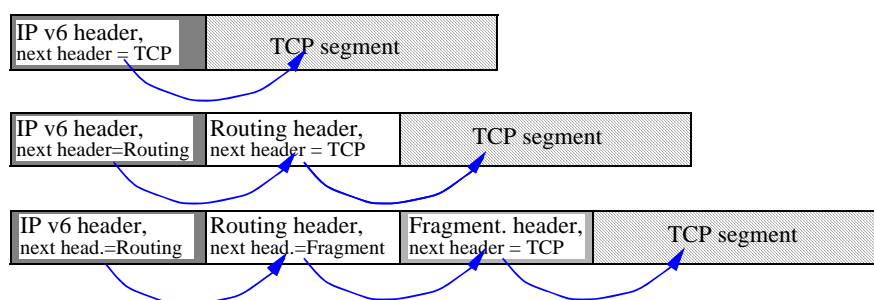 IP v6 header,
next header = TCP
TCP segment
IP v6 header,
next header=Routing
Routing header,
next header = TCP
TCP segment
IP v6 header,
next head.=Routing
Routing header,
next head.=Fragment
Fragment. header,
next header = TCP
TCP segment